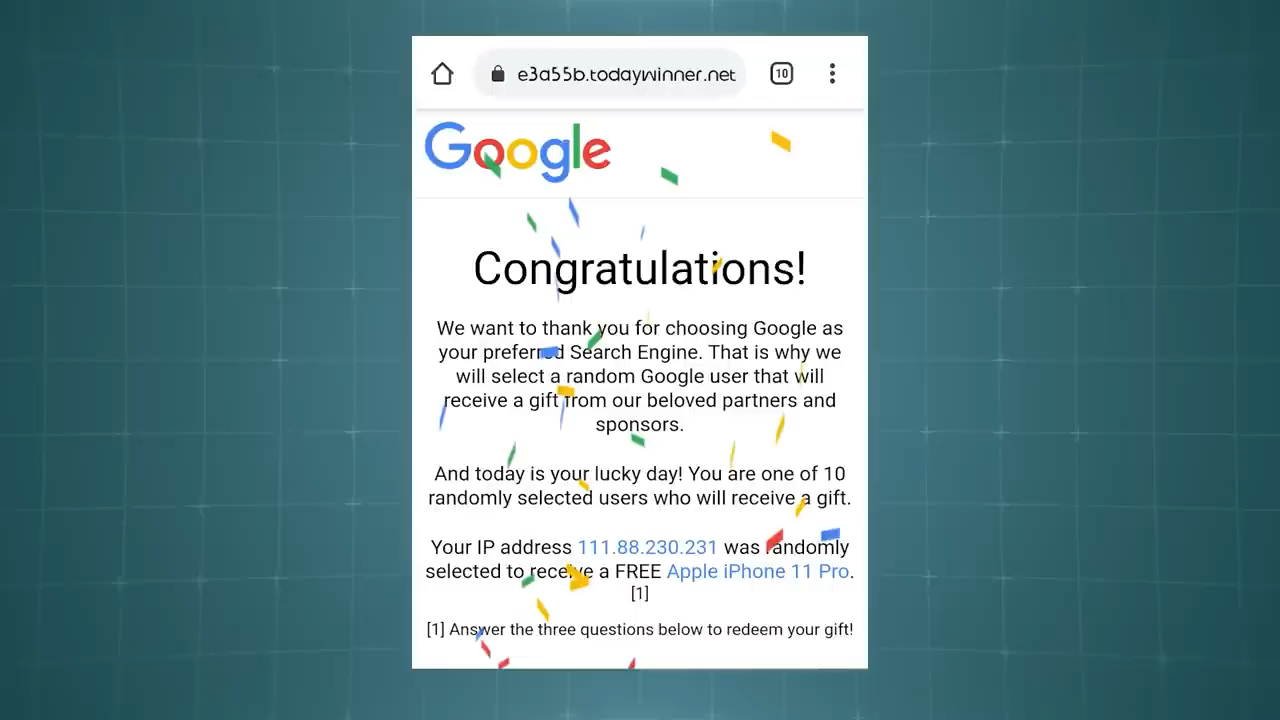 e3a55b.todaywinner.net
10
Google
Congratulations!
We want to thank you for choosing Google as
your preferred Search Engine. That is why we
will select a random Google user that will
receive a gift from our beloved partners and
sponsors.
And today is your lucky day! You are one of 10
randomly selected users who will receive a gift.
Your IP address 111.88.230.231 was randomly
selected to receive a FREE Apple iPhone 11 Pro.
[1]
[1] Answer the three questions below to redeem your gift!